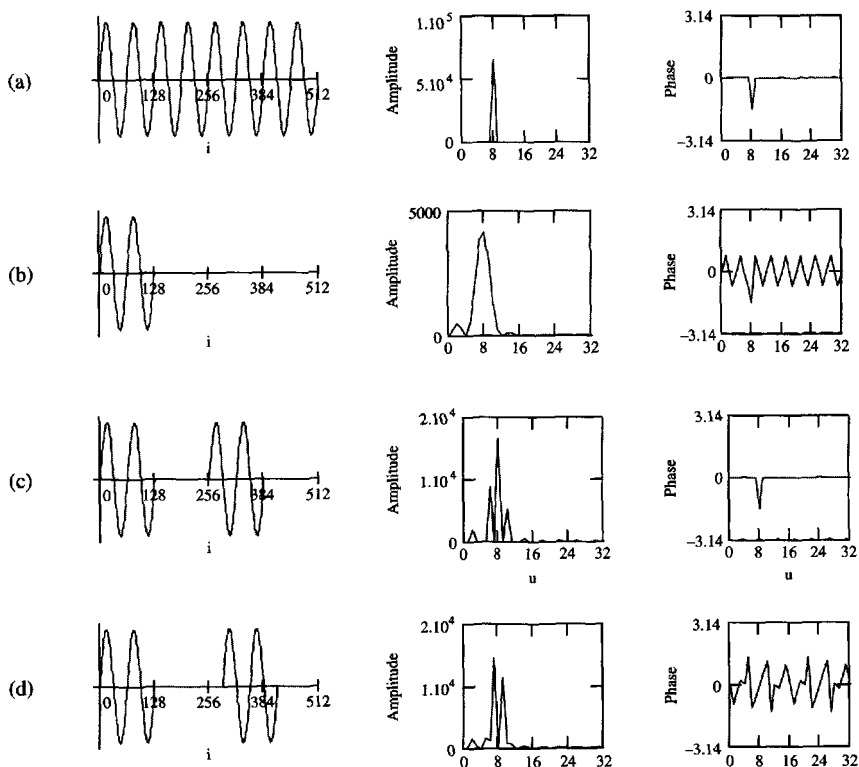 (a)
0 128 256 384 512
i
Amplitude
1.10⁵
5.10⁴
0
0 8 16 24 32
Phase
3.14
0
−3.14
0 8 16 24 32
(b)
0 128 256 384 512
i
Amplitude
5000
0
0 8 16 24 32
Phase
3.14
0
−3.14
0 8 16 24 32
(c)
0 128 256 384 512
i
Amplitude
2.10⁴
1.10⁴
0
0 8 16 24 32
u
Phase
3.14
0
−3.14
0 8 16 24 32
u
(d)
0 128 256 384 512
i
Amplitude
2.10⁴
1.10⁴
0
0 8 16 24 32
Phase
3.14
0
−3.14
0 8 16 24 32